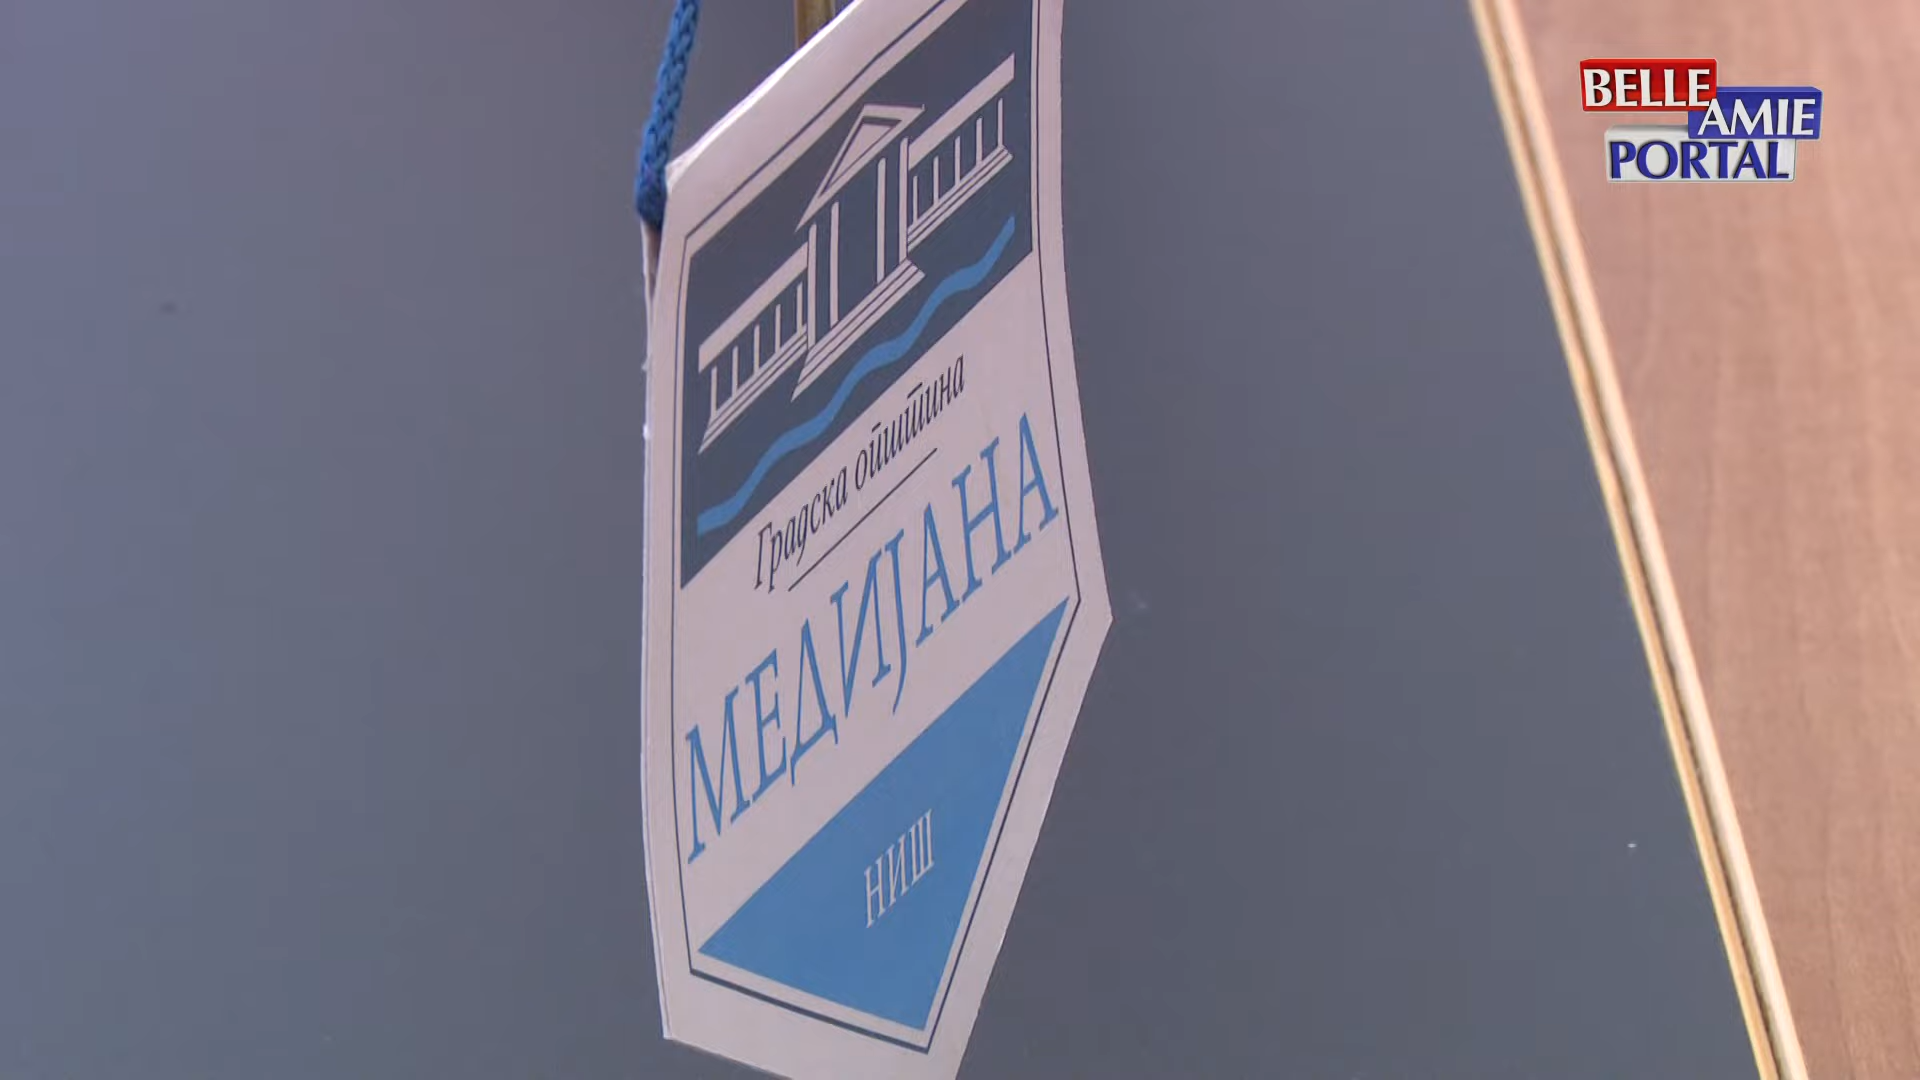 BELLE
AMIE
PORTAL
Градска општина
МЕДИЈАНА
НИШ